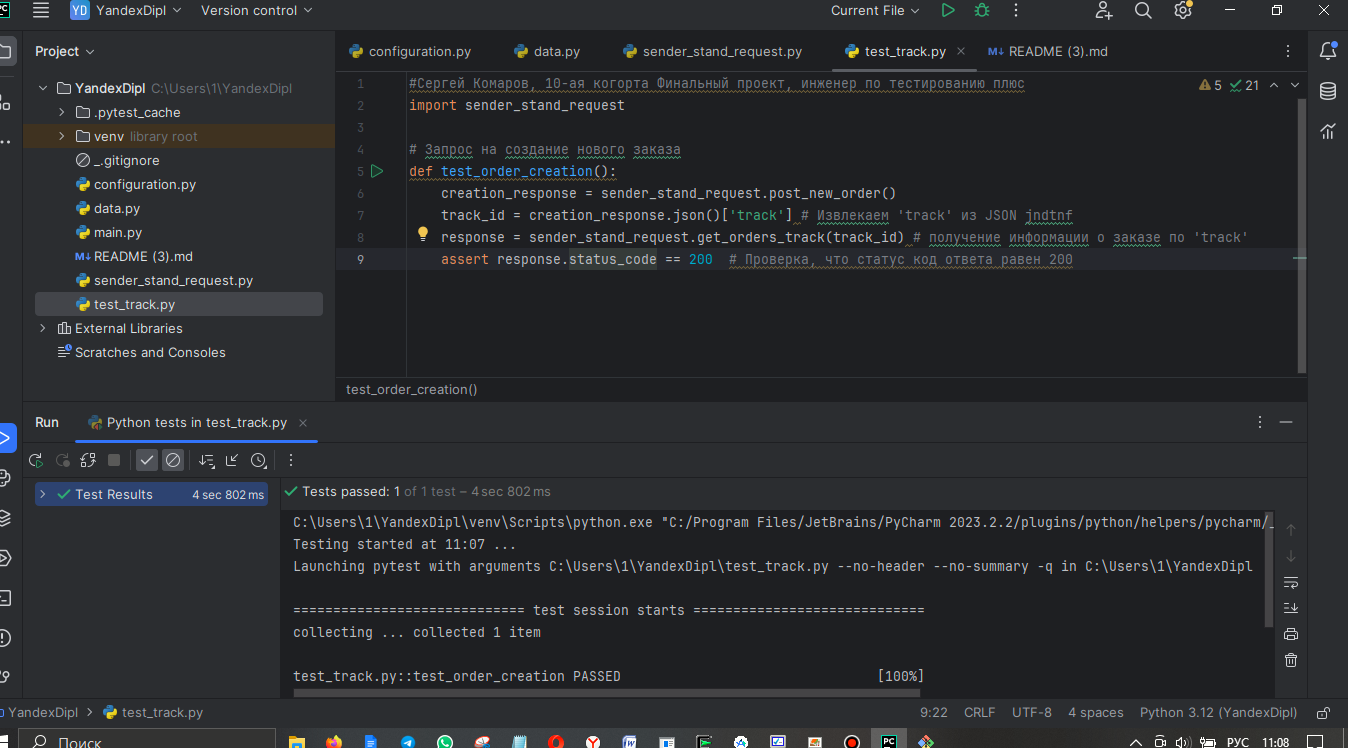 PC
YD YandexDipl Version control Current File
Project
configuration.py data.py sender_stand_request.py test_track.py M↓ README (3).md
YandexDipl C:\Users\1\YandexDipl
.pytest_cache
venv library root
_.gitignore
configuration.py
data.py
main.py
M↓ README (3).md
sender_stand_request.py
test_track.py
External Libraries
Scratches and Consoles
5 21
1 #Сергей Комаров, 10-ая когорта Финальный проект, инженер по тестированию плюс
2 import sender_stand_request
3
4 # Запрос на создание нового заказа
5 def test_order_creation():
6 creation_response = sender_stand_request.post_new_order()
7 track_id = creation_response.json()['track'] # Извлекаем 'track' из JSON jndtnf
8 response = sender_stand_request.get_orders_track(track_id) # получение информации о заказе по 'track'
9 assert response.status_code == 200 # Проверка, что статус код ответа равен 200
test_order_creation()
Run Python tests in test_track.py
Test Results 4 sec 802 ms
Tests passed: 1 of 1 test – 4 sec 802 ms
C:\Users\1\YandexDipl\venv\Scripts\python.exe "C:/Program Files/JetBrains/PyCharm 2023.2.2/plugins/python/helpers/pycharm/_
Testing started at 11:07 ...
Launching pytest with arguments C:\Users\1\YandexDipl\test_track.py --no-header --no-summary -q in C:\Users\1\YandexDipl
============================= test session starts =============================
collecting ... collected 1 item
test_track.py::test_order_creation PASSED [100%]
YandexDipl test_track.py 9:22 CRLF UTF-8 4 spaces Python 3.12 (YandexDipl)
Поиск PC РУС 11:08